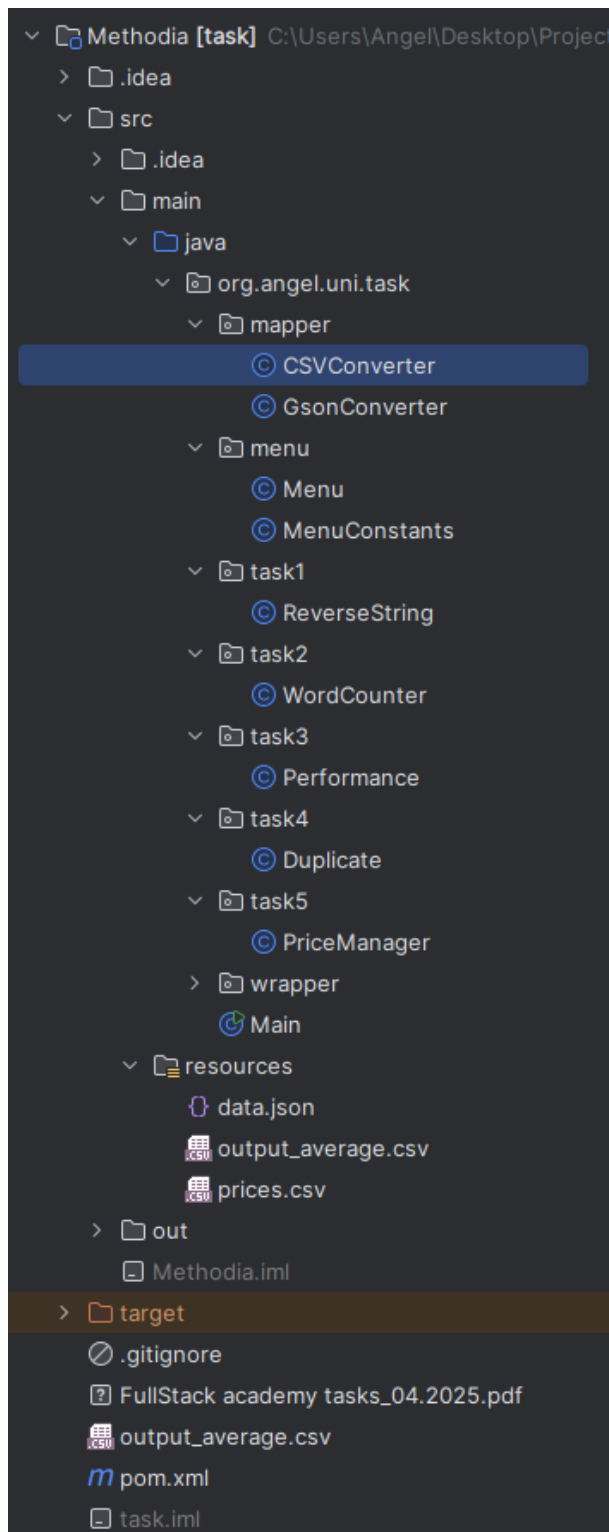 Methodia [task] C:\Users\Angel\Desktop\Project
.idea
src
.idea
main
java
org.angel.uni.task
mapper
CSVConverter
GsonConverter
menu
Menu
MenuConstants
task1
ReverseString
task2
WordCounter
task3
Performance
task4
Duplicate
task5
PriceManager
wrapper
Main
resources
data.json
output_average.csv
prices.csv
out
Methodia.iml
target
.gitignore
FullStack academy tasks_04.2025.pdf
output_average.csv
pom.xml
task.iml